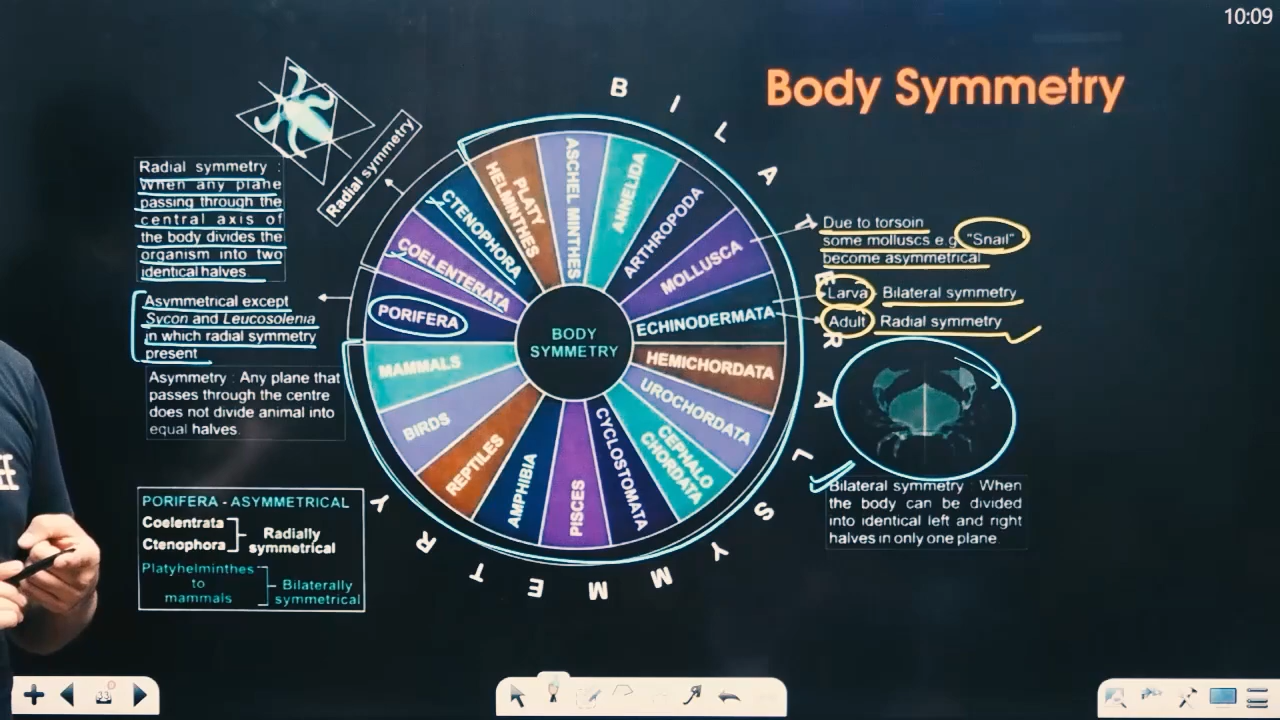 10:09
Body Symmetry
BILATERAL SYMMETRY
Radial symmetry
Radial symmetry :
When any plane
passing through the
central axis of
the body divides the
organism into two
identical halves.
Asymmetrical except
Sycon and Leucosolenia
in which radial symmetry
present
Asymmetry : Any plane that
passes through the centre
does not divide animal into
equal halves.
PORIFERA - ASYMMETRICAL
Coelentrata
Ctenophora
Radially
symmetrical
Platyhelminthes
to
mammals
Bilaterally
symmetrical
BODY
SYMMETRY
PORIFERA
COELENTERATA
CTENOPHORA
PLATY
HELMINTHES
ASCHEL MINTHES
ANNELIDA
ARTHROPODA
MOLLUSCA
ECHINODERMATA
HEMICHORDATA
UROCHORDATA
CEPHALO
CHORDATA
CYCLOSTOMATA
PISCES
AMPHIBIA
REPTILES
BIRDS
MAMMALS
Due to torsoin
some molluscs e.g. "Snail"
become asymmetrical
Larva Bilateral symmetry
Adult Radial symmetry
Bilateral symmetry : When
the body can be divided
into identical left and right
halves in only one plane.